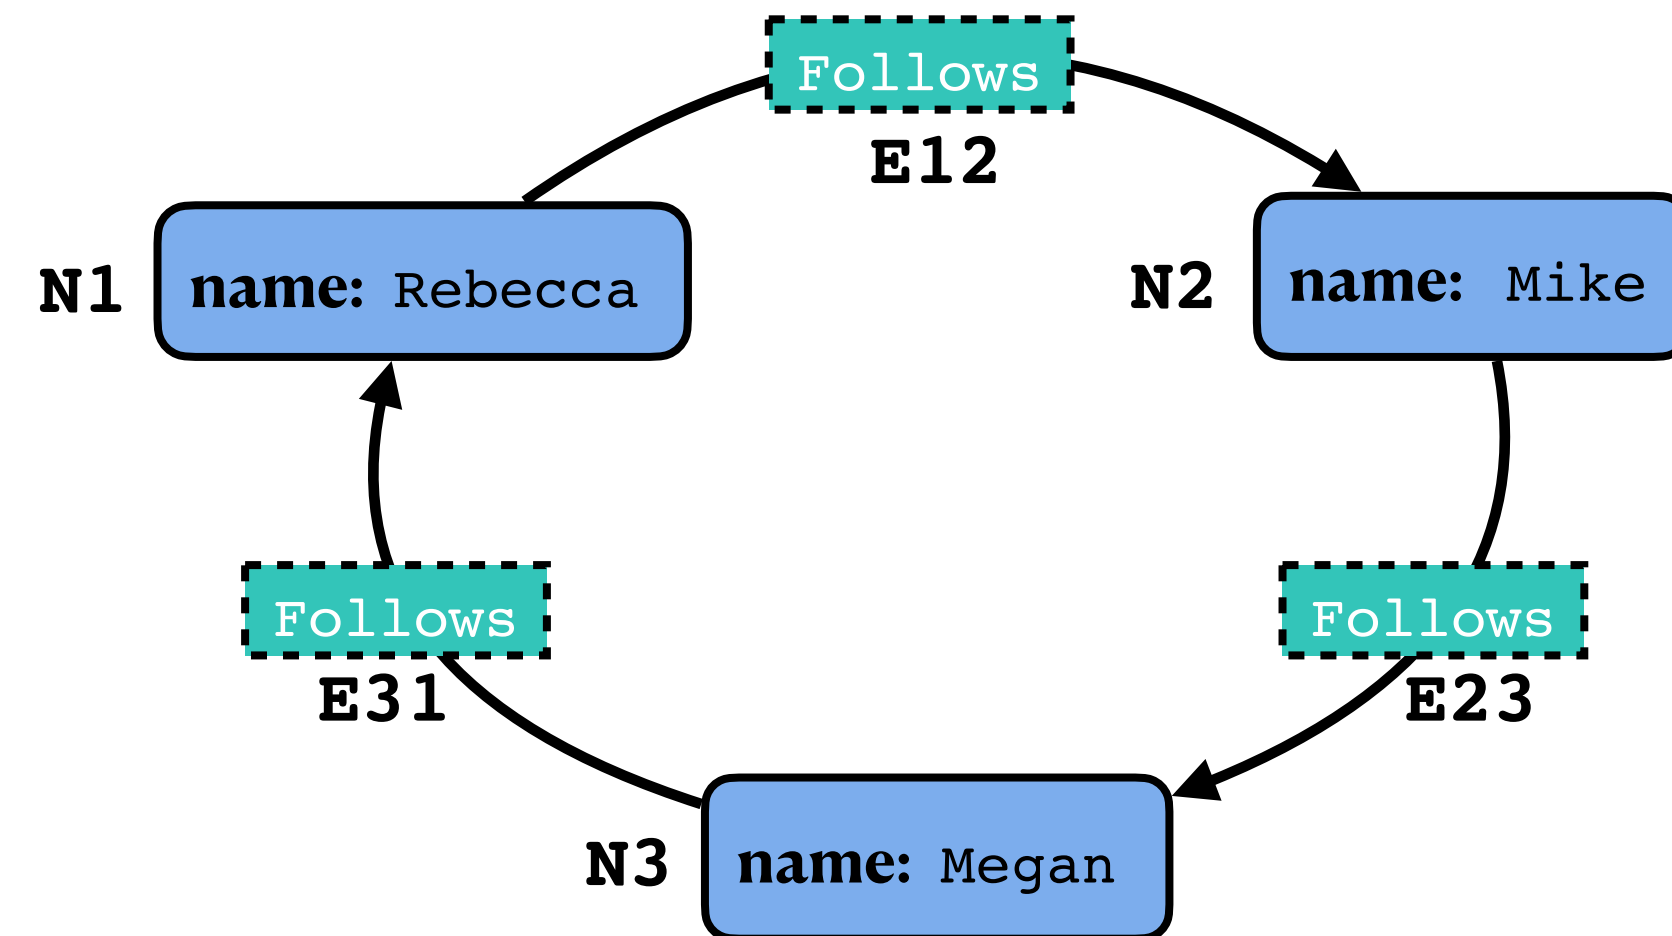 Follows
E12
N1
name: Rebecca
N2
name: Mike
Follows
E31
Follows
E23
N3
name: Megan